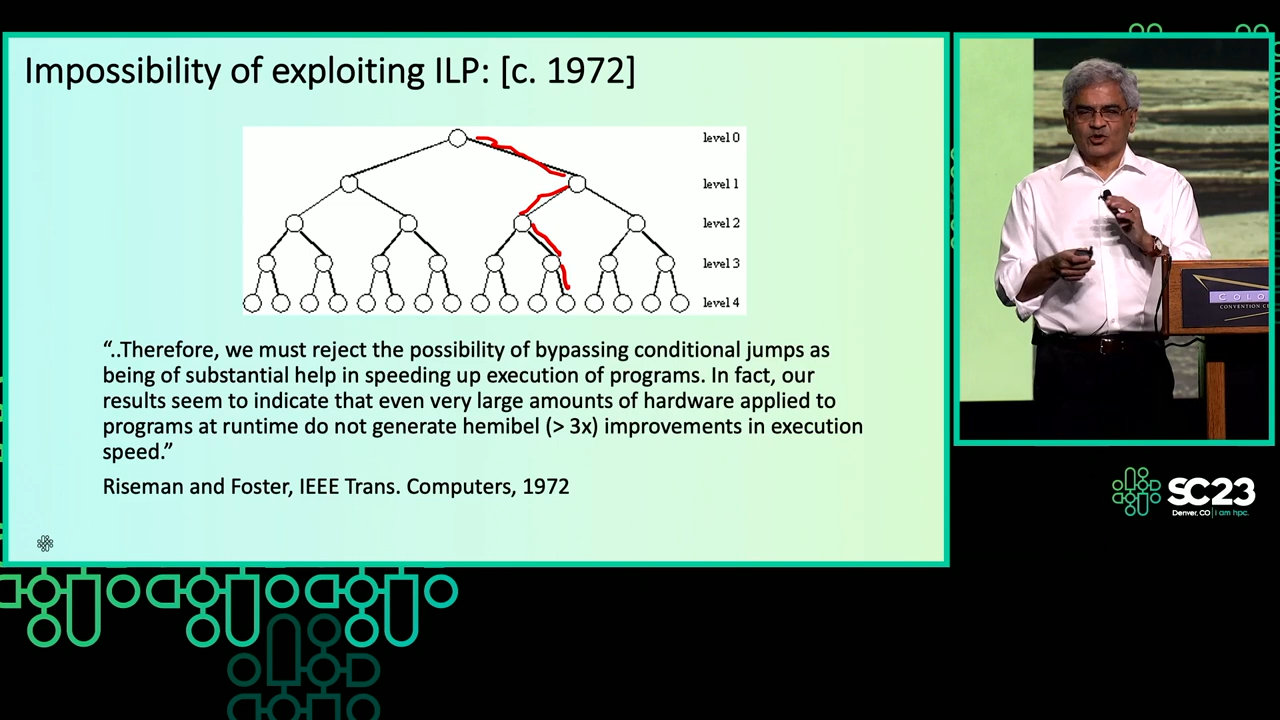 Impossibility of exploiting ILP: [c. 1972]
level 0
level 1
level 2
level 3
level 4
“..Therefore, we must reject the possibility of bypassing conditional jumps as
being of substantial help in speeding up execution of programs. In fact, our
results seem to indicate that even very large amounts of hardware applied to
programs at runtime do not generate hemibel (> 3x) improvements in execution
speed.”
Riseman and Foster, IEEE Trans. Computers, 1972
SC23
Denver, CO | i am hpc.